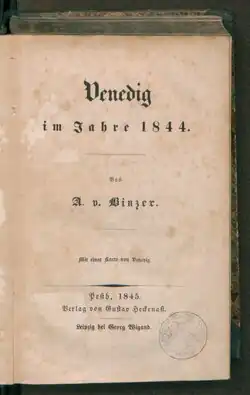 Venedig
im Jahre 1844.
Von
A. v. Binzer.
Mit einer Karte von Venedig
Pesth, 1845.
Verlag von Gustav Heckenast.
Leipzig bei Georg Wigand.